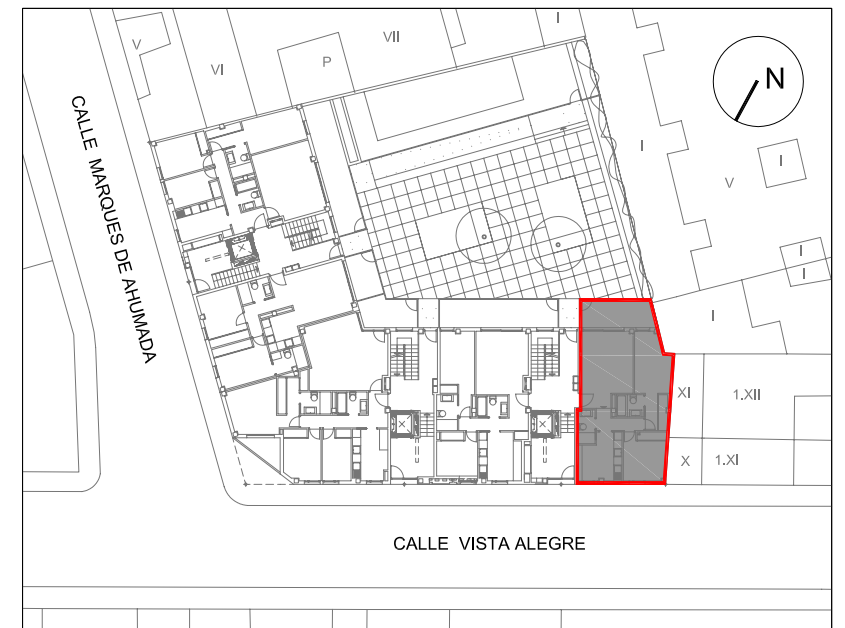 I
VII
V
VI
P
N
CALLE MARQUES DE AHUMADA
I
I
V
I
I
I
XI
1.XII
X
1.XI
CALLE VISTA ALEGRE